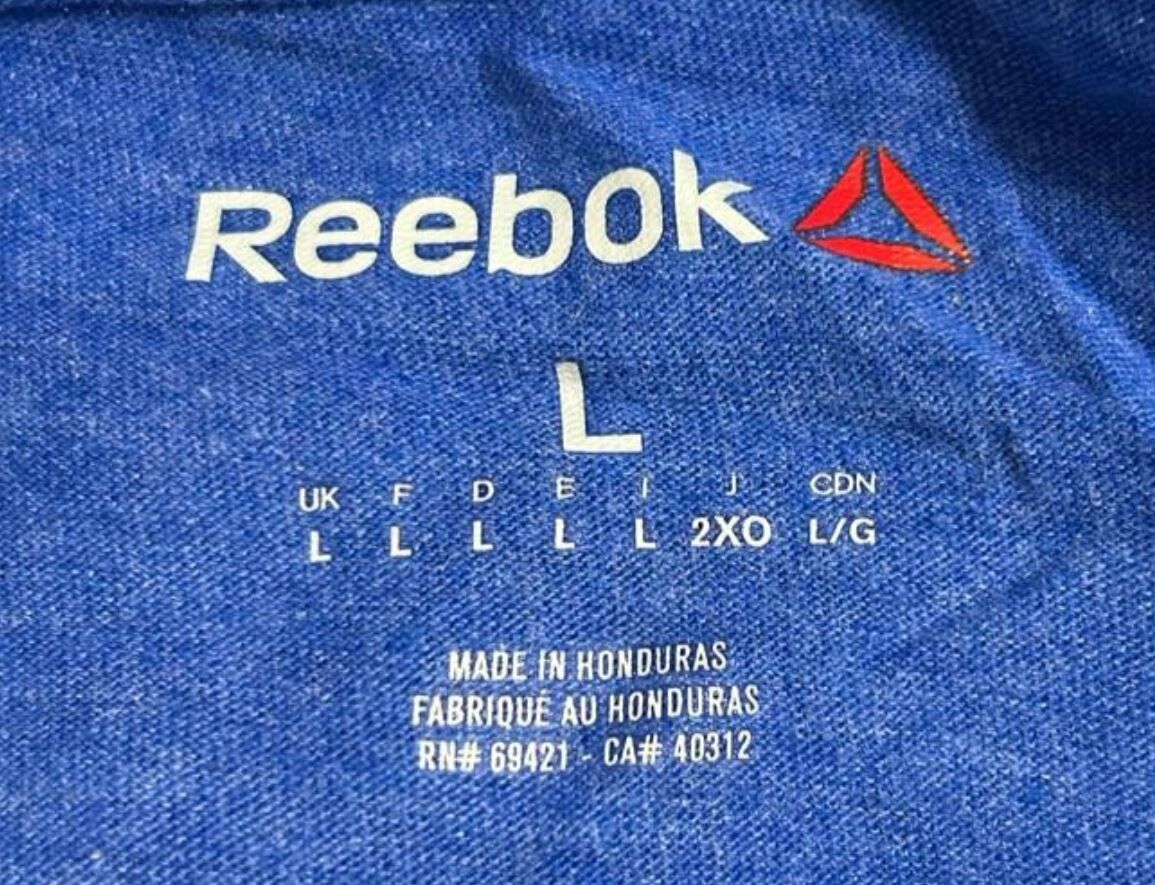 Reebok
L
UK F D E I J CDN
L L L L L 2XO L/G
MADE IN HONDURAS
FABRIQUÉ AU HONDURAS
RN# 69421 - CA# 40312